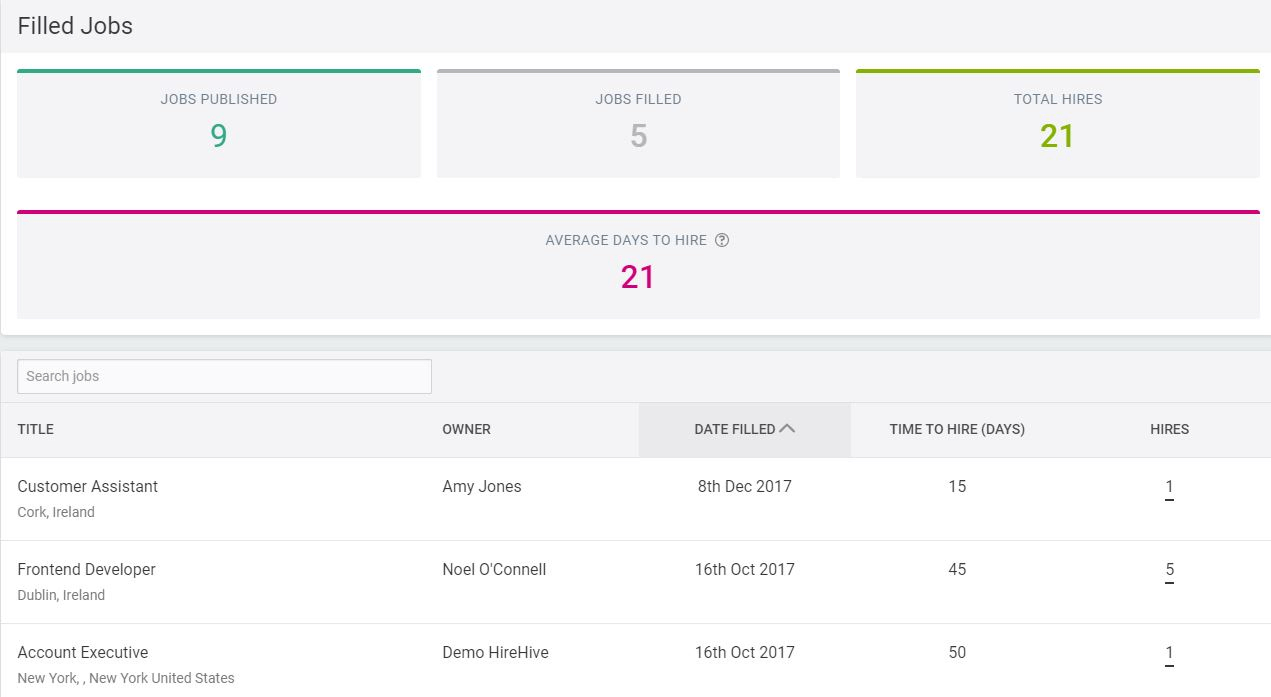 Filled Jobs
JOBS PUBLISHED
9
JOBS FILLED
5
TOTAL HIRES
21
AVERAGE DAYS TO HIRE ?
21
Search jobs
TITLE OWNER DATE FILLED TIME TO HIRE (DAYS) HIRES
Customer Assistant Amy Jones 8th Dec 2017 15 1
Cork, Ireland
Frontend Developer Noel O'Connell 16th Oct 2017 45 5
Dublin, Ireland
Account Executive Demo HireHive 16th Oct 2017 50 1
New York, , New York United States